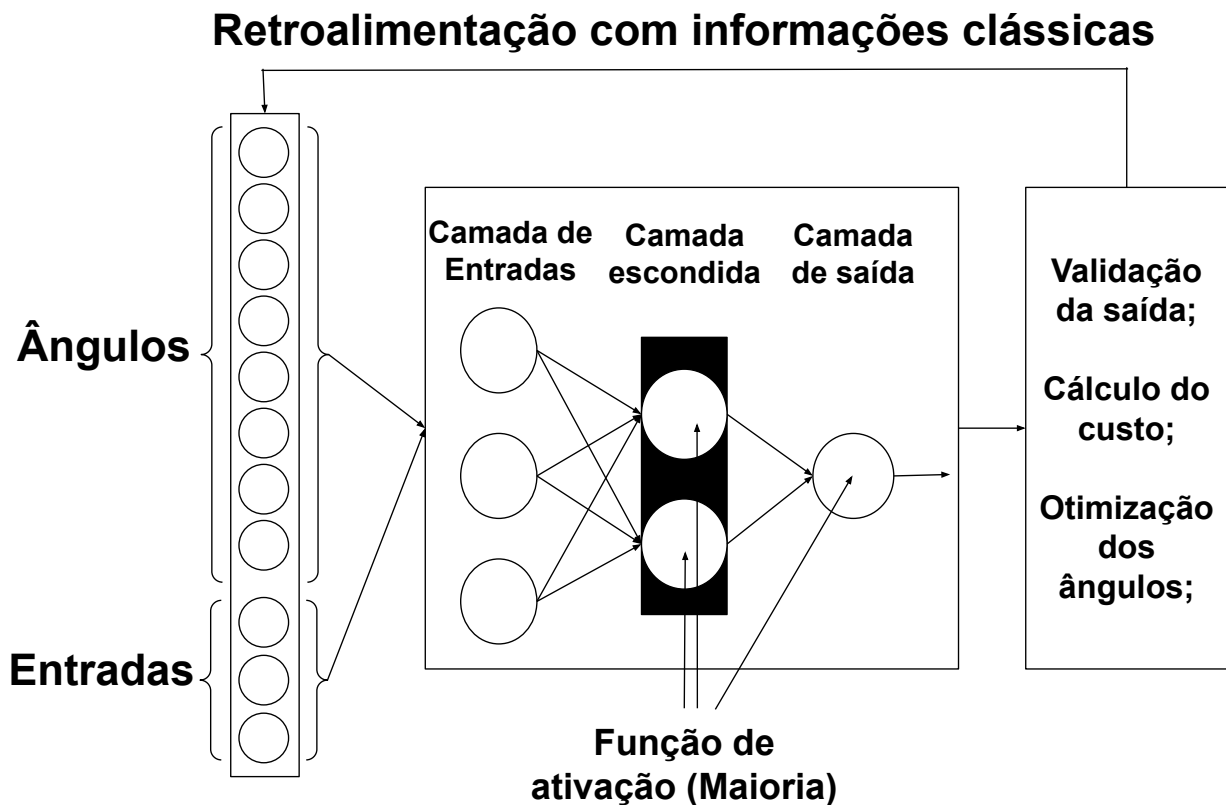 Retroalimentação com informações clássicas
Ângulos
Entradas
Camada de
Entradas
Camada
escondida
Camada
de saída
Função de
ativação (Maioria)
Validação
da saída;
Cálculo do
custo;
Otimização
dos
ângulos;